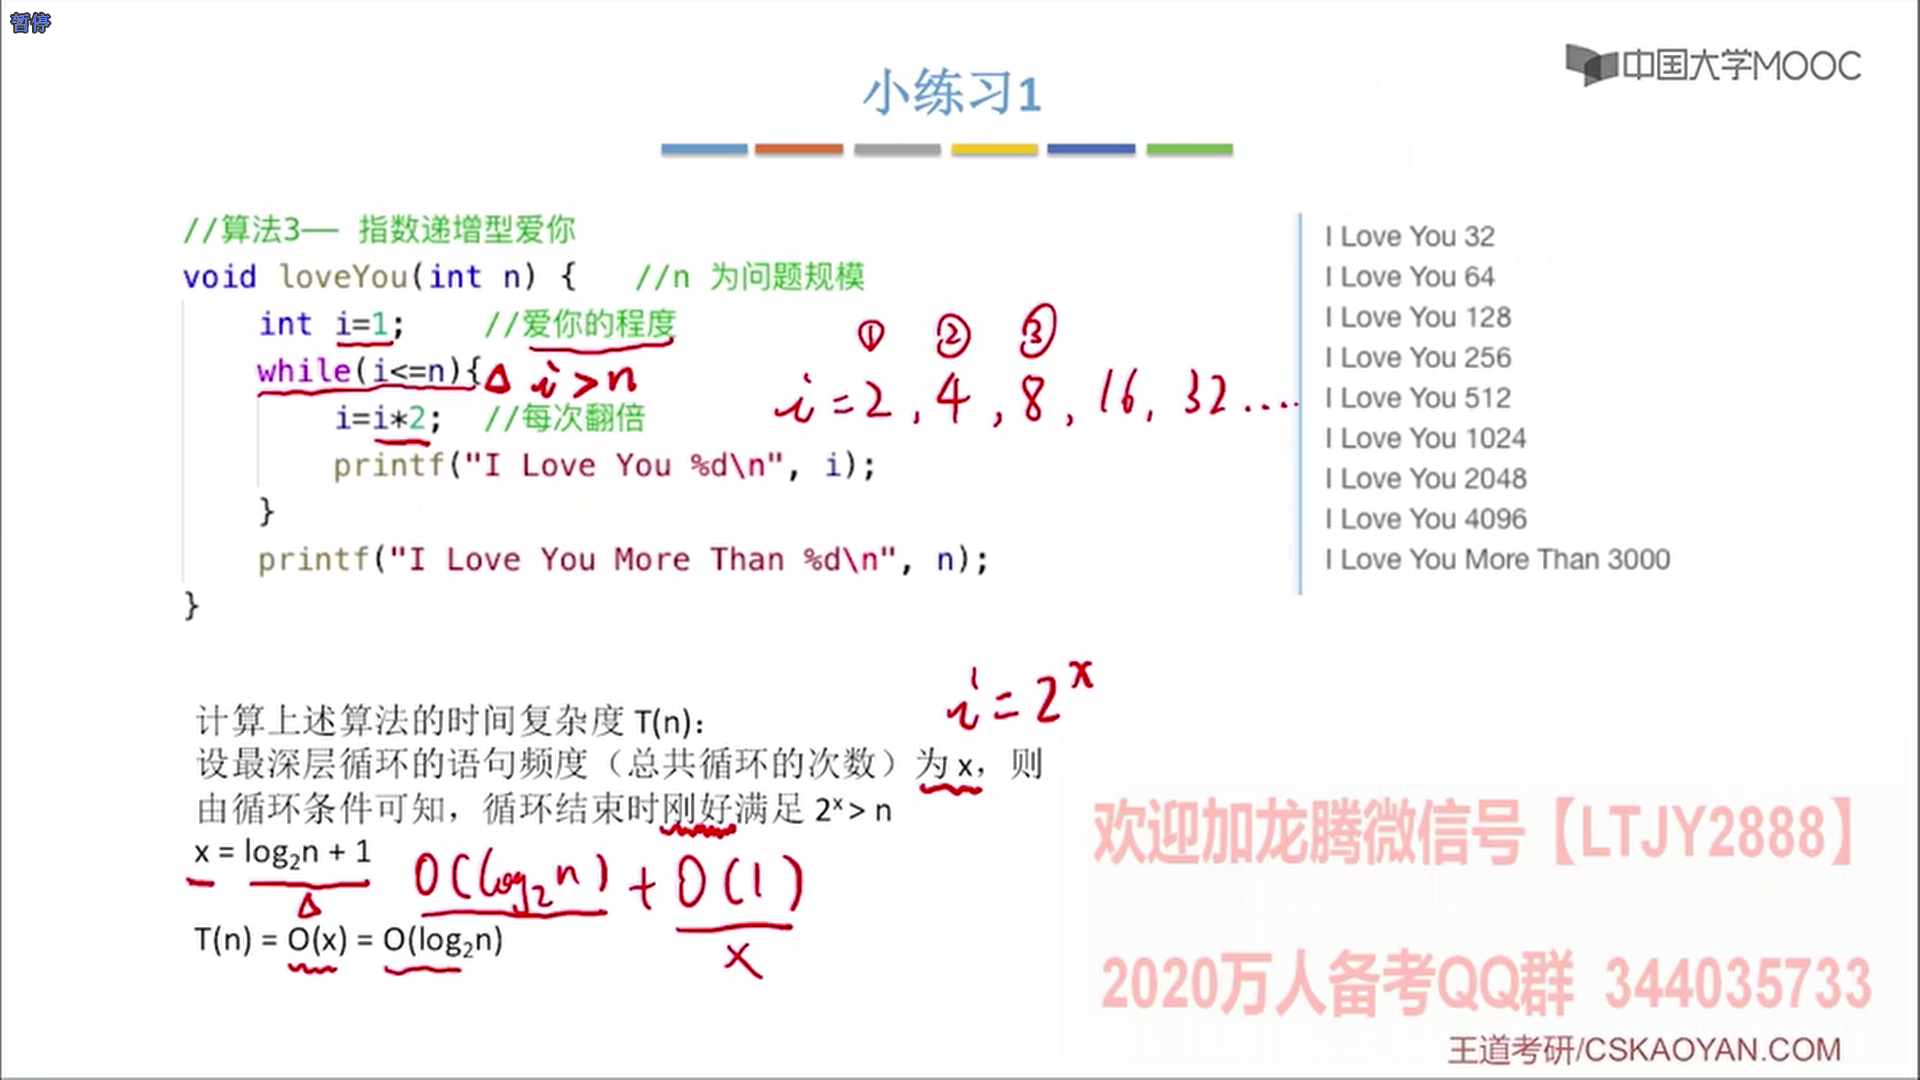 暂停
中国大学MOOC
小练习1
//算法3—— 指数递增型爱你
void loveYou(int n) {   //n 为问题规模
int i=1;    //爱你的程度
while(i<=n){ Δ i>n
i=i*2;  //每次翻倍
printf("I Love You %d\n", i);
}
printf("I Love You More Than %d\n", n);
}
① ② ③
i=2, 4, 8, 16, 32....
I Love You 32
I Love You 64
I Love You 128
I Love You 256
I Love You 512
I Love You 1024
I Love You 2048
I Love You 4096
I Love You More Than 3000
i=2ˣ
计算上述算法的时间复杂度 T(n)：
设最深层循环的语句频度（总共循环的次数）为 x，则
由循环条件可知，循环结束时刚好满足 2ˣ> n
x = log₂n + 1
Δ
O(log₂n) + O(1)
x
T(n) = O(x) = O(log₂n)
欢迎加龙腾微信号【LTJY2888】
2020万人备考QQ群 344035733
王道考研/CSKAOYAN.COM